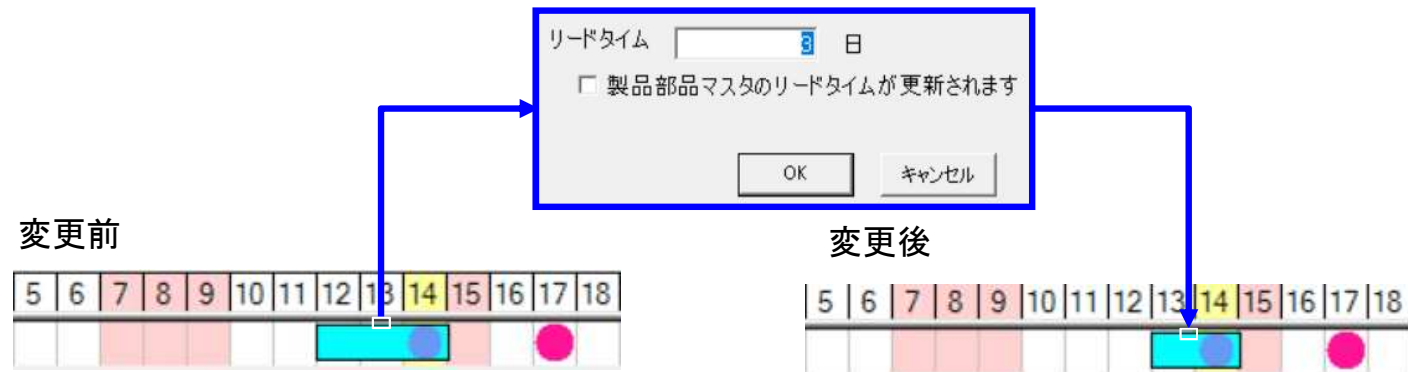 リードタイム 3 日
製品部品マスタのリードタイムが更新されます
OK キャンセル
変更前
変更後
5 6 7 8 9 10 11 12 13 14 15 16 17 18
5 6 7 8 9 10 11 12 13 14 15 16 17 18